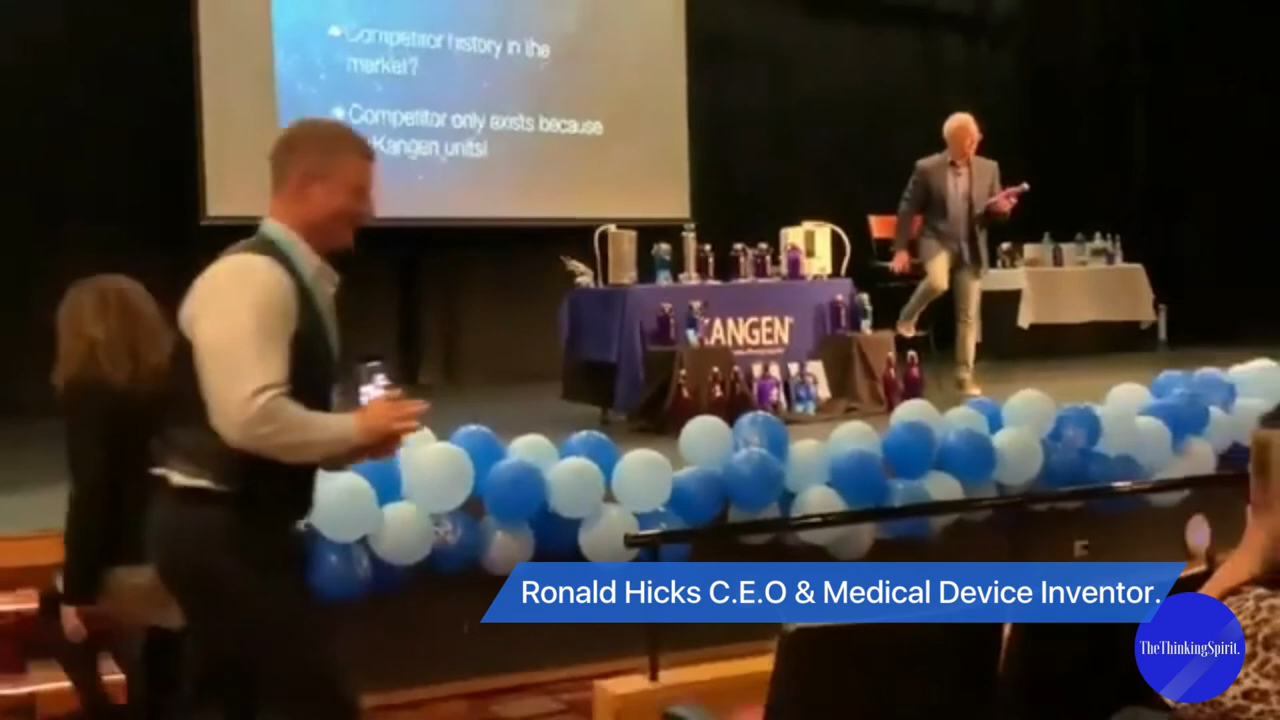 Competitor history in the
market?
Competitor only exists because
Kangen units!
KANGEN
Ronald Hicks C.E.O & Medical Device Inventor.
TheThinkingSpirit.